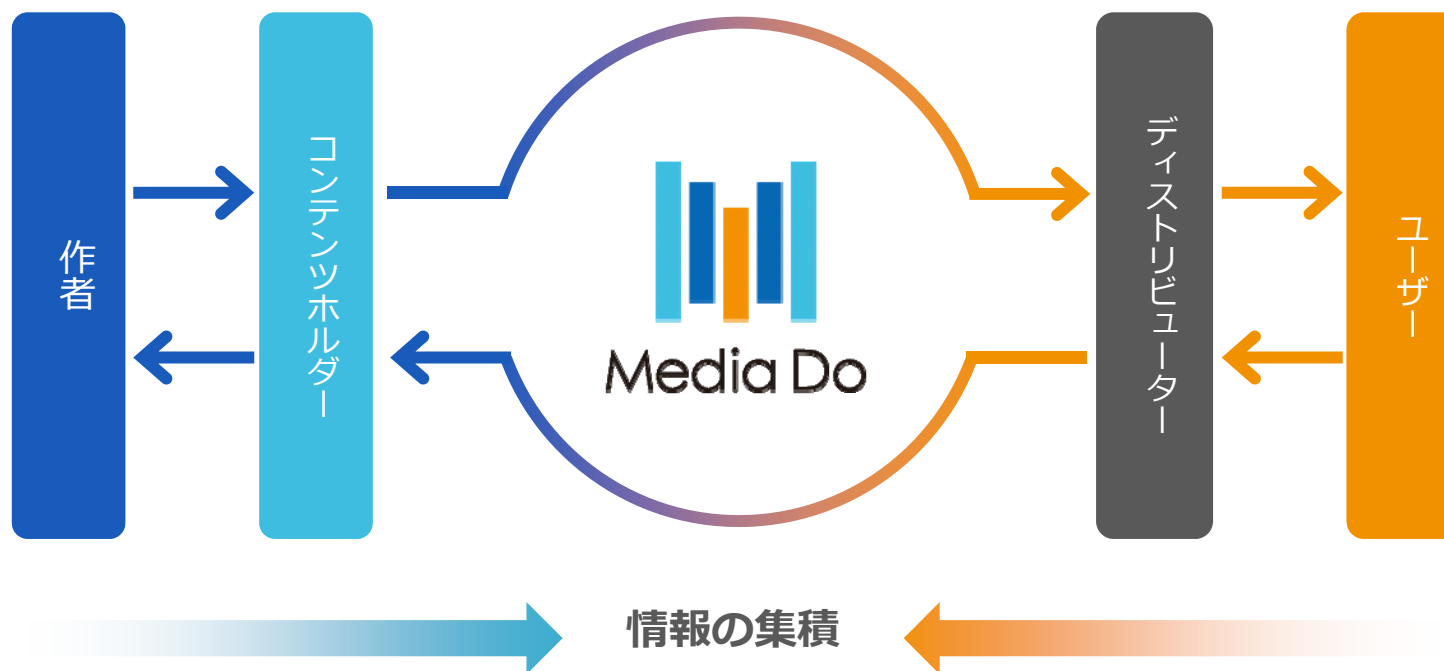 作者
コンテンツホルダー
Media Do
ディストリビューター
ユーザー
情報の集積